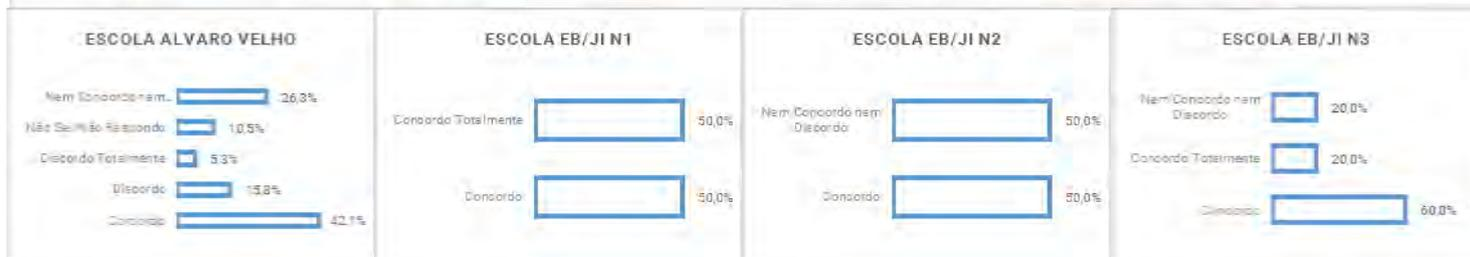 ESCOLA ALVARO VELHO
Nem Concordo nem...
26,3%
Não Sei/Não Respondo
10,5%
Discordo Totalmente
5,3%
Discordo
15,8%
Concordo
42,1%
ESCOLA EB/JI N1
Concordo Totalmente
50,0%
Concordo
50,0%
ESCOLA EB/JI N2
Nem Concordo nem
Discordo
50,0%
Concordo
50,0%
ESCOLA EB/JI N3
Nem Concordo nem
Discordo
20,0%
Concordo Totalmente
20,0%
Concordo
60,0%